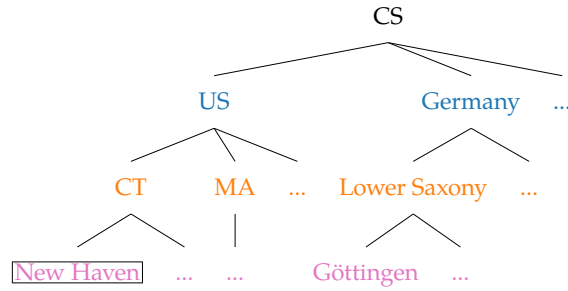 CS
US Germany ...
CT MA ... Lower Saxony ...
New Haven ... ... Göttingen ...